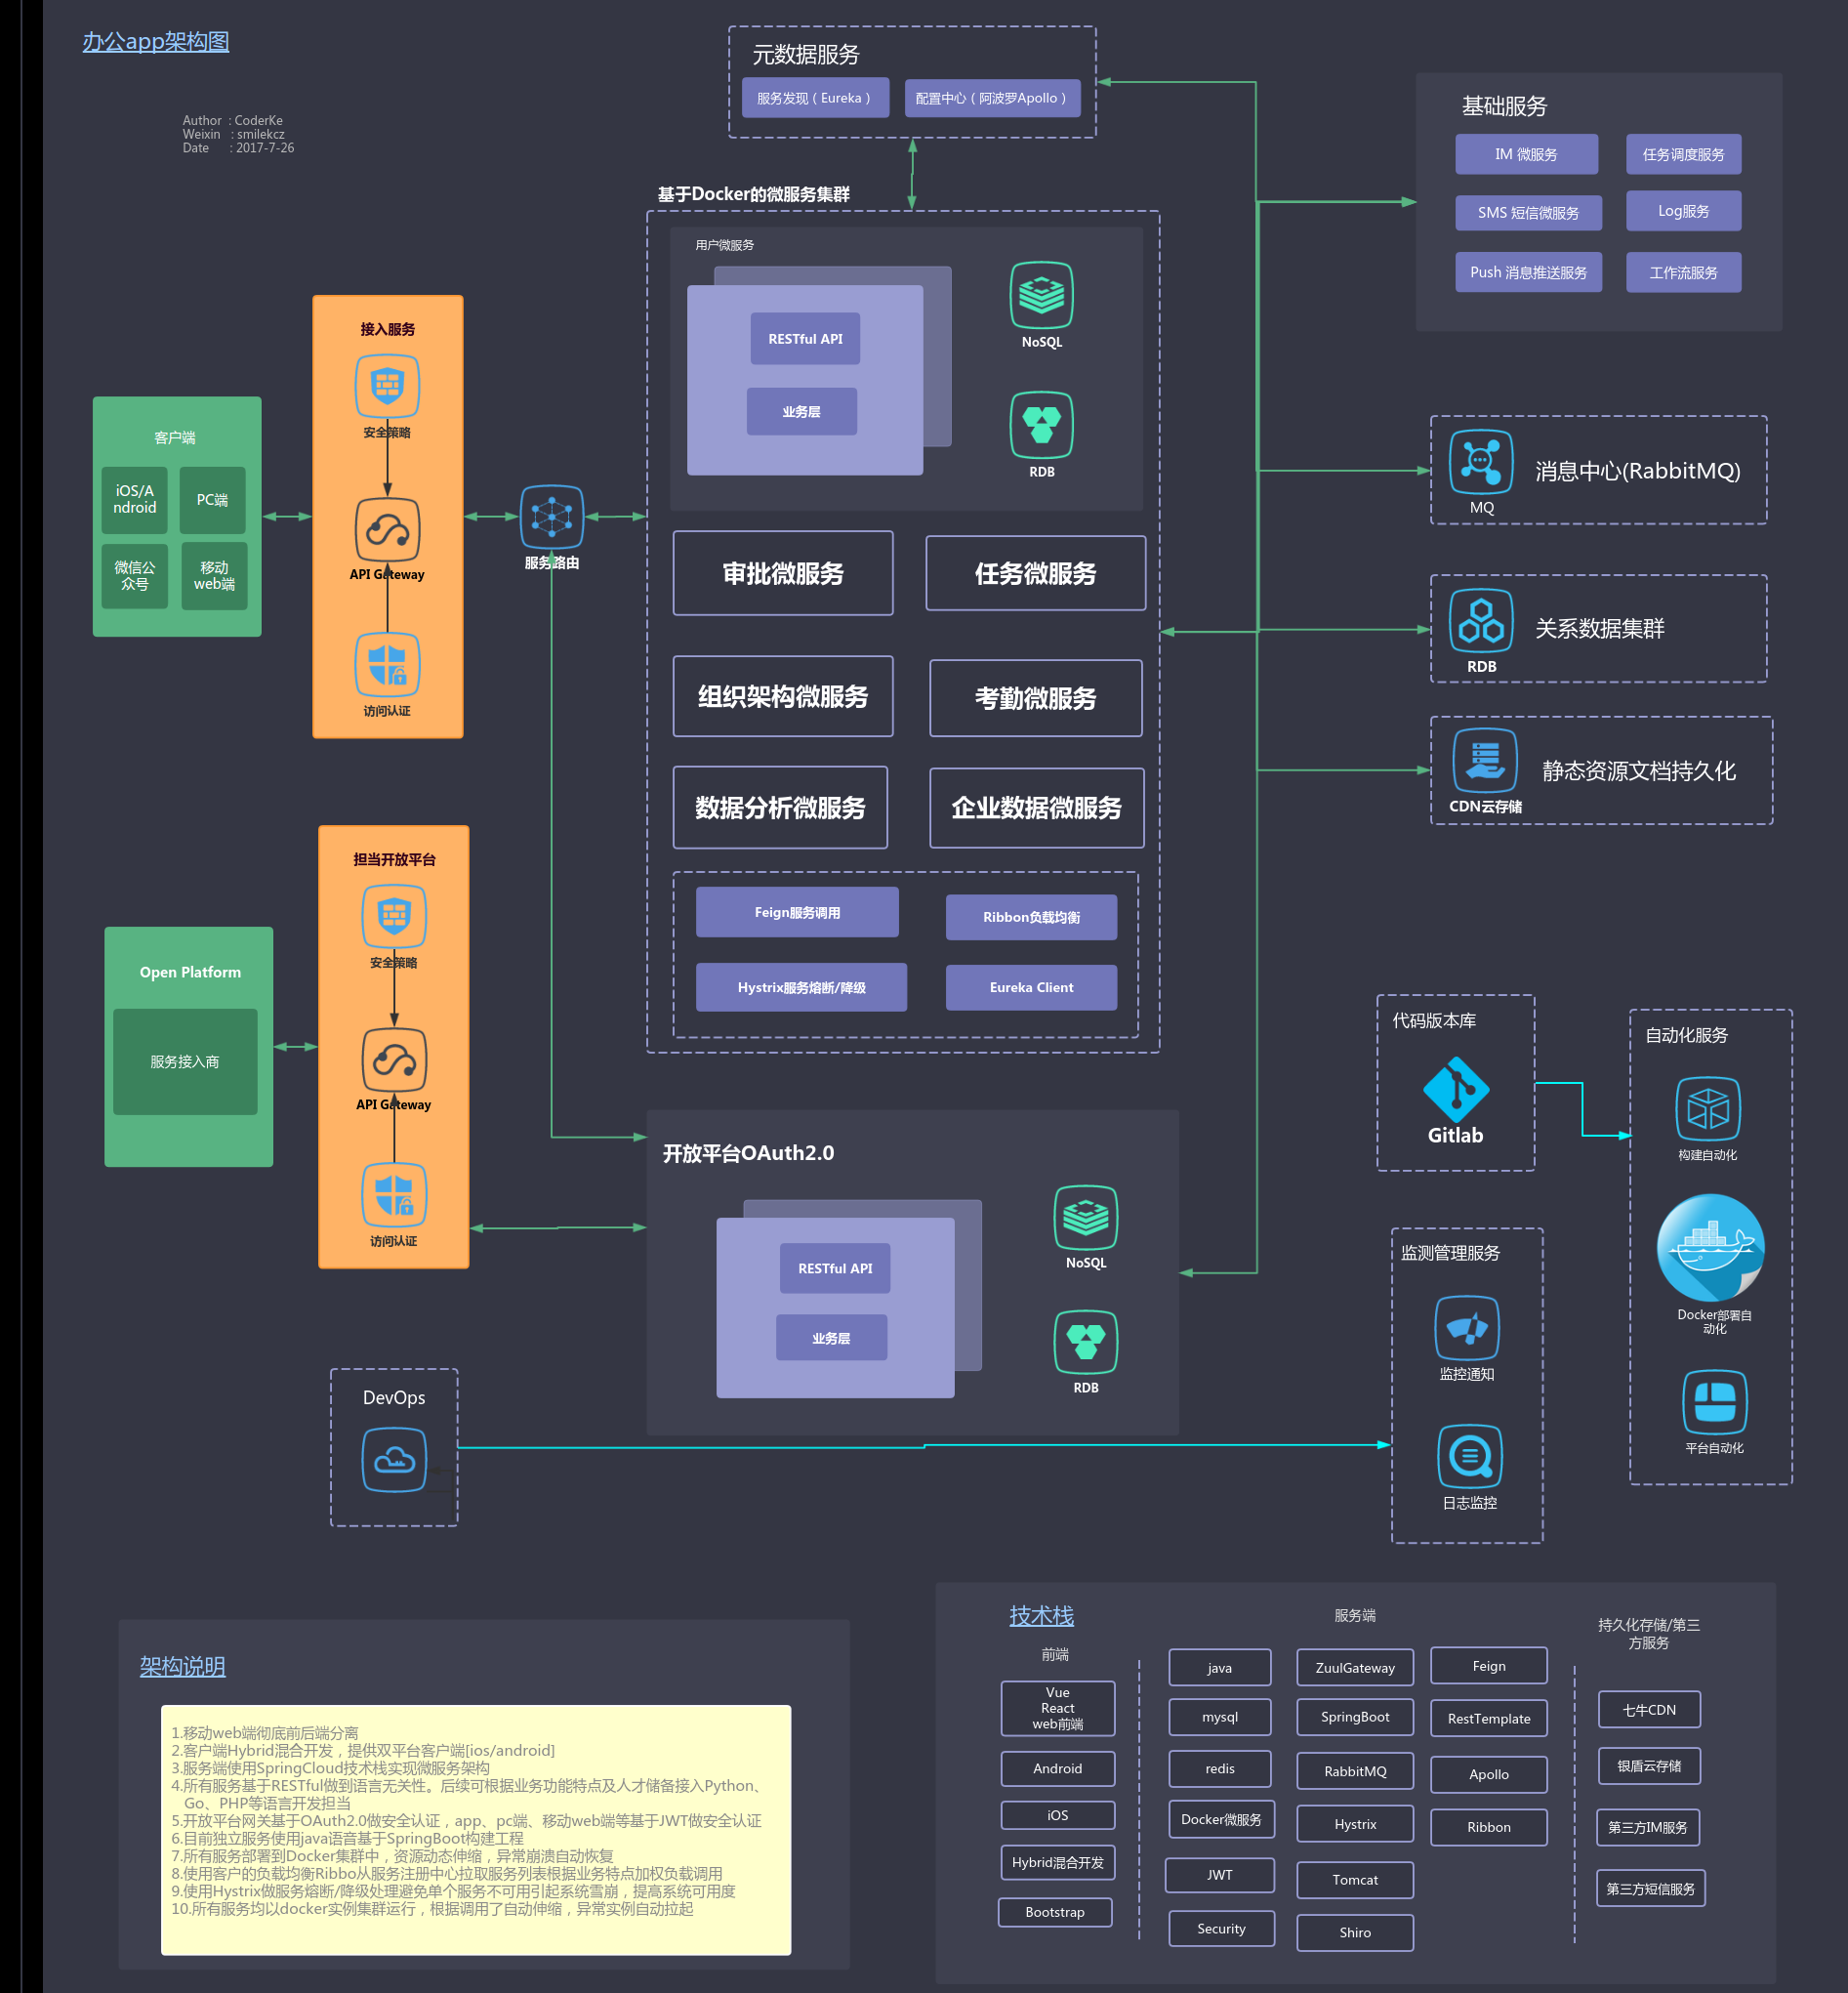 办公app架构图
Author : CoderKe
Weixin : smilekcz
Date : 2017-7-26
元数据服务
服务发现（Eureka）
配置中心（阿波罗Apollo）
基础服务
IM 微服务
任务调度服务
SMS 短信微服务
Log服务
Push 消息推送服务
工作流服务
基于Docker的微服务集群
用户微服务
RESTful API
业务层
NoSQL
RDB
接入服务
安全策略
API Gateway
访问认证
客户端
iOS/A
ndroid
PC端
微信公
众号
移动
web端
服务路由
审批微服务
任务微服务
组织架构微服务
考勤微服务
数据分析微服务
企业数据微服务
Feign服务调用
Ribbon负载均衡
Hystrix服务熔断/降级
Eureka Client
消息中心(RabbitMQ)
MQ
关系数据集群
RDB
静态资源文档持久化
CDN云存储
担当开放平台
安全策略
API Gateway
访问认证
Open Platform
服务接入商
开放平台OAuth2.0
RESTful API
业务层
NoSQL
RDB
代码版本库
Gitlab
自动化服务
构建自动化
Docker部署自
动化
平台自动化
监测管理服务
监控通知
日志监控
DevOps
架构说明
1.移动web端彻底前后端分离
2.客户端Hybrid混合开发，提供双平台客户端[ios/android]
3.服务端使用SpringCloud技术栈实现微服务架构
4.所有服务基于RESTful做到语言无关性。后续可根据业务功能特点及人才储备接入Python、
Go、PHP等语言开发担当
5.开放平台网关基于OAuth2.0做安全认证，app、pc端、移动web端等基于JWT做安全认证
6.目前独立服务使用java语音基于SpringBoot构建工程
7.所有服务部署到Docker集群中，资源动态伸缩，异常崩溃自动恢复
8.使用客户的负载均衡Ribbo从服务注册中心拉取服务列表根据业务特点加权负载调用
9.使用Hystrix做服务熔断/降级处理避免单个服务不可用引起系统雪崩，提高系统可用度
10.所有服务均以docker实例集群运行，根据调用了自动伸缩，异常实例自动拉起
技术栈
前端
Vue
React
web前端
Android
iOS
Hybrid混合开发
Bootstrap
服务端
java
ZuulGateway
Feign
mysql
SpringBoot
RestTemplate
redis
RabbitMQ
Apollo
Docker微服务
Hystrix
Ribbon
JWT
Tomcat
Security
Shiro
持久化存储/第三
方服务
七牛CDN
银盾云存储
第三方IM服务
第三方短信服务